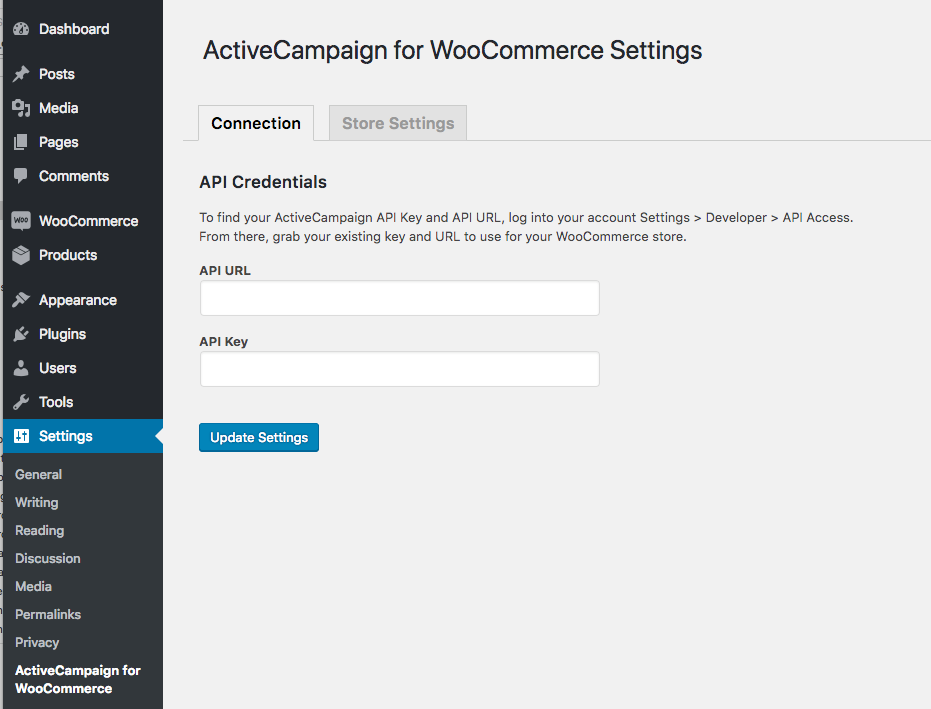 Dashboard
Posts
Media
Pages
Comments
WooCommerce
Products
Appearance
Plugins
Users
Tools
Settings
General
Writing
Reading
Discussion
Media
Permalinks
Privacy
ActiveCampaign for
WooCommerce
ActiveCampaign for WooCommerce Settings
Connection
Store Settings
API Credentials
To find your ActiveCampaign API Key and API URL, log into your account Settings > Developer > API Access.
From there, grab your existing key and URL to use for your WooCommerce store.
API URL
API Key
Update Settings